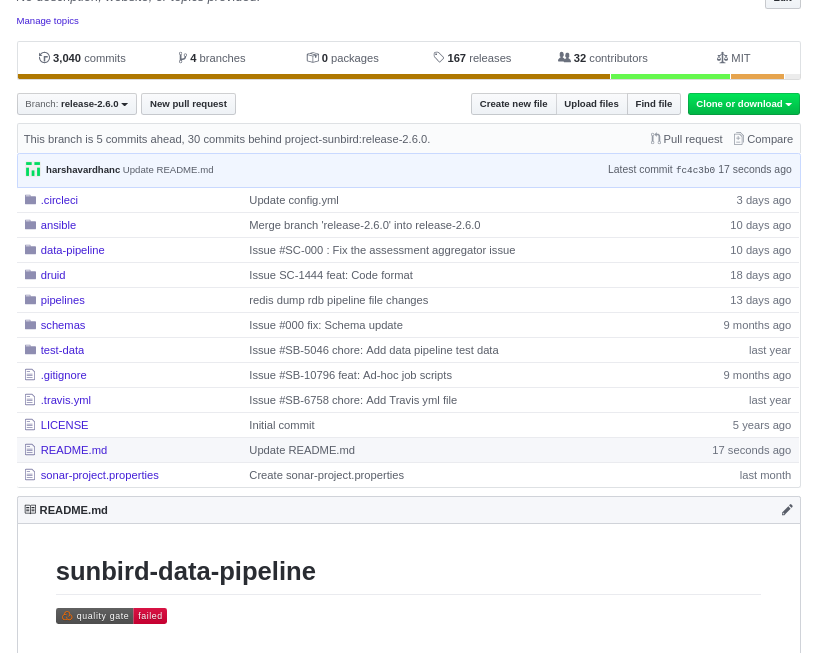 No description, website, or topics provided.
Edit
Manage topics
3,040 commits 4 branches 0 packages 167 releases 32 contributors MIT
Branch: release-2.6.0 New pull request Create new file Upload files Find file Clone or download
This branch is 5 commits ahead, 30 commits behind project-sunbird:release-2.6.0. Pull request Compare
harshavardhanc Update README.md Latest commit fc4c3b0 17 seconds ago
.circleci Update config.yml 3 days ago
ansible Merge branch 'release-2.6.0' into release-2.6.0 10 days ago
data-pipeline Issue #SC-000 : Fix the assessment aggregator issue 10 days ago
druid Issue SC-1444 feat: Code format 18 days ago
pipelines redis dump rdb pipeline file changes 13 days ago
schemas Issue #000 fix: Schema update 9 months ago
test-data Issue #SB-5046 chore: Add data pipeline test data last year
.gitignore Issue #SB-10796 feat: Ad-hoc job scripts 9 months ago
.travis.yml Issue #SB-6758 chore: Add Travis yml file last year
LICENSE Initial commit 5 years ago
README.md Update README.md 17 seconds ago
sonar-project.properties Create sonar-project.properties last month
README.md
sunbird-data-pipeline
quality gate failed